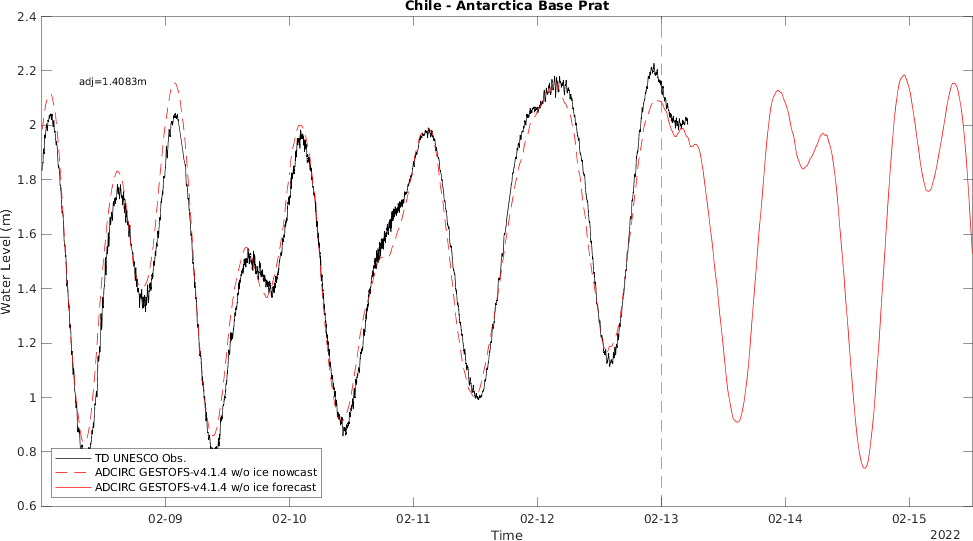 Chile - Antarctica Base Prat
adj=1.4083m
Water Level (m)
2.4
2.2
2
1.8
1.6
1.4
1.2
1
0.8
0.6
TD UNESCO Obs.
ADCIRC GESTOFS-v4.1.4 w/o ice nowcast
ADCIRC GESTOFS-v4.1.4 w/o ice forecast
02-09 02-10 02-11 02-12 02-13 02-14 02-15
Time
2022